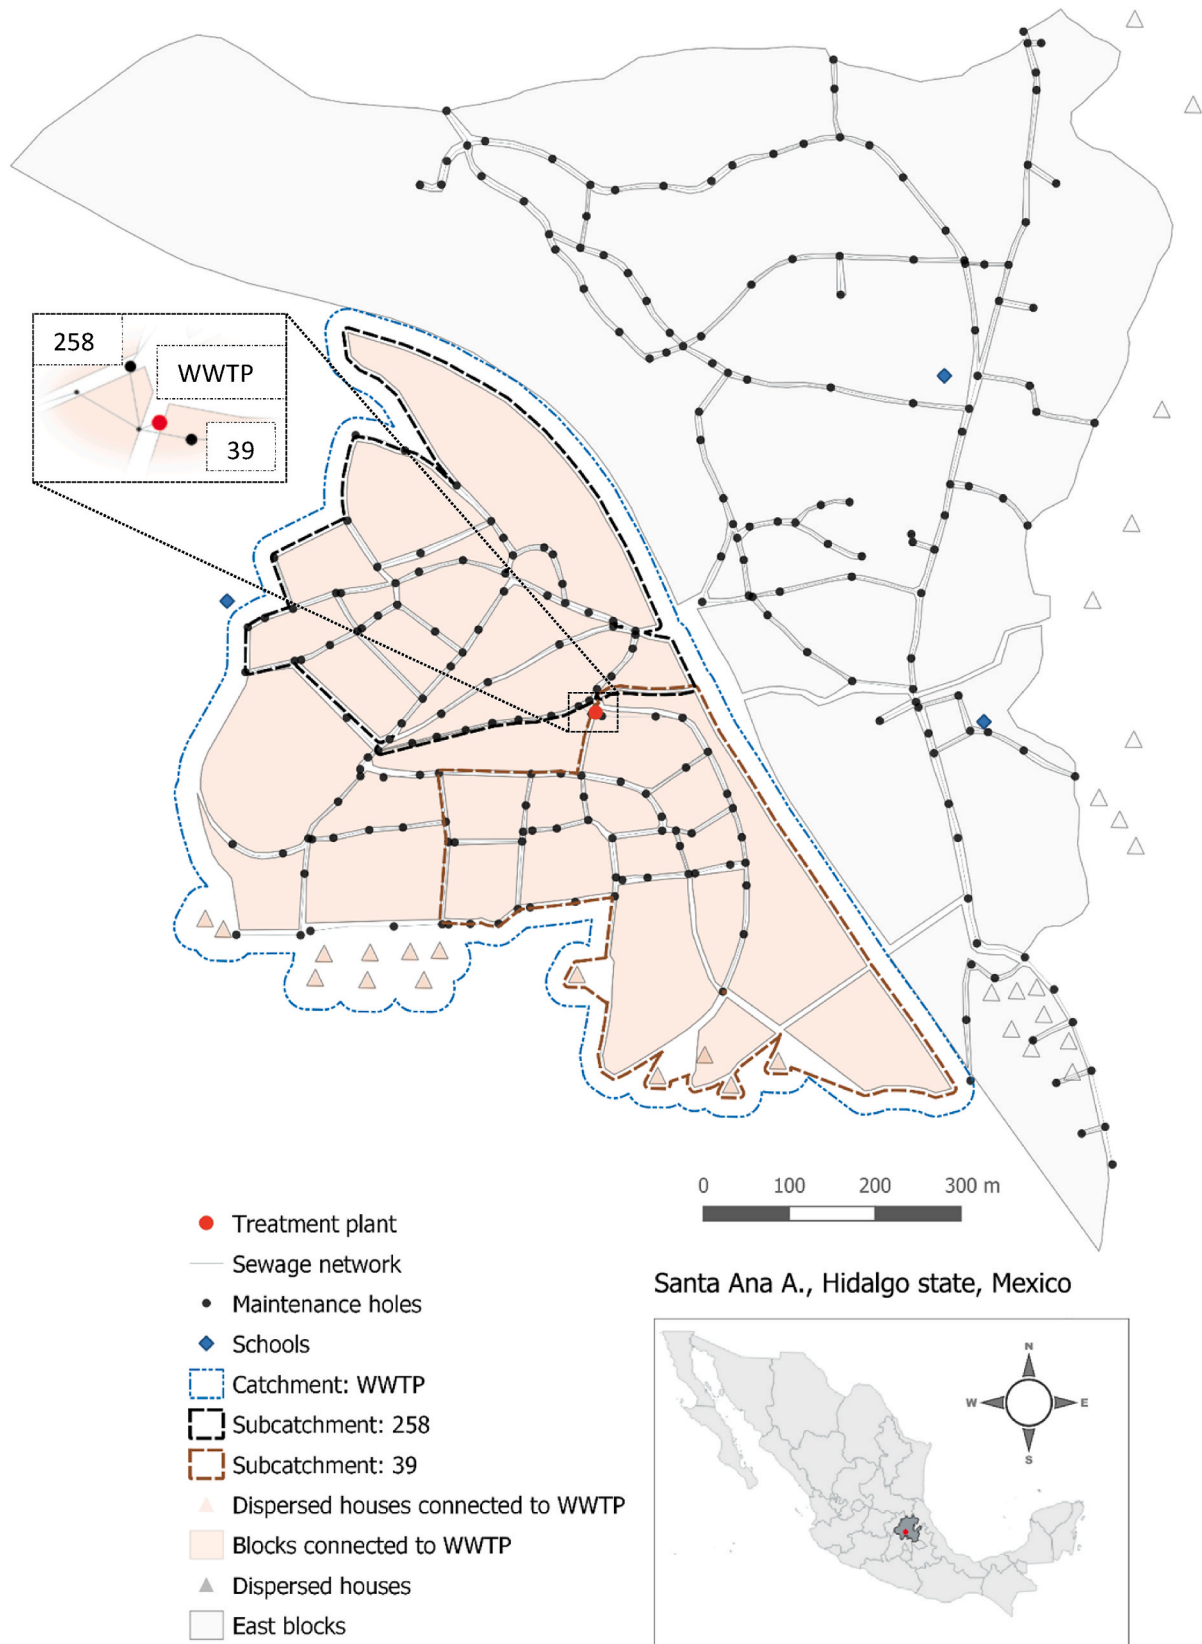 258
WWTP
39
0 100 200 300 m
Treatment plant
Sewage network
Maintenance holes
Schools
Catchment: WWTP
Subcatchment: 258
Subcatchment: 39
Dispersed houses connected to WWTP
Blocks connected to WWTP
Dispersed houses
East blocks
Santa Ana A., Hidalgo state, Mexico
N
W E
S